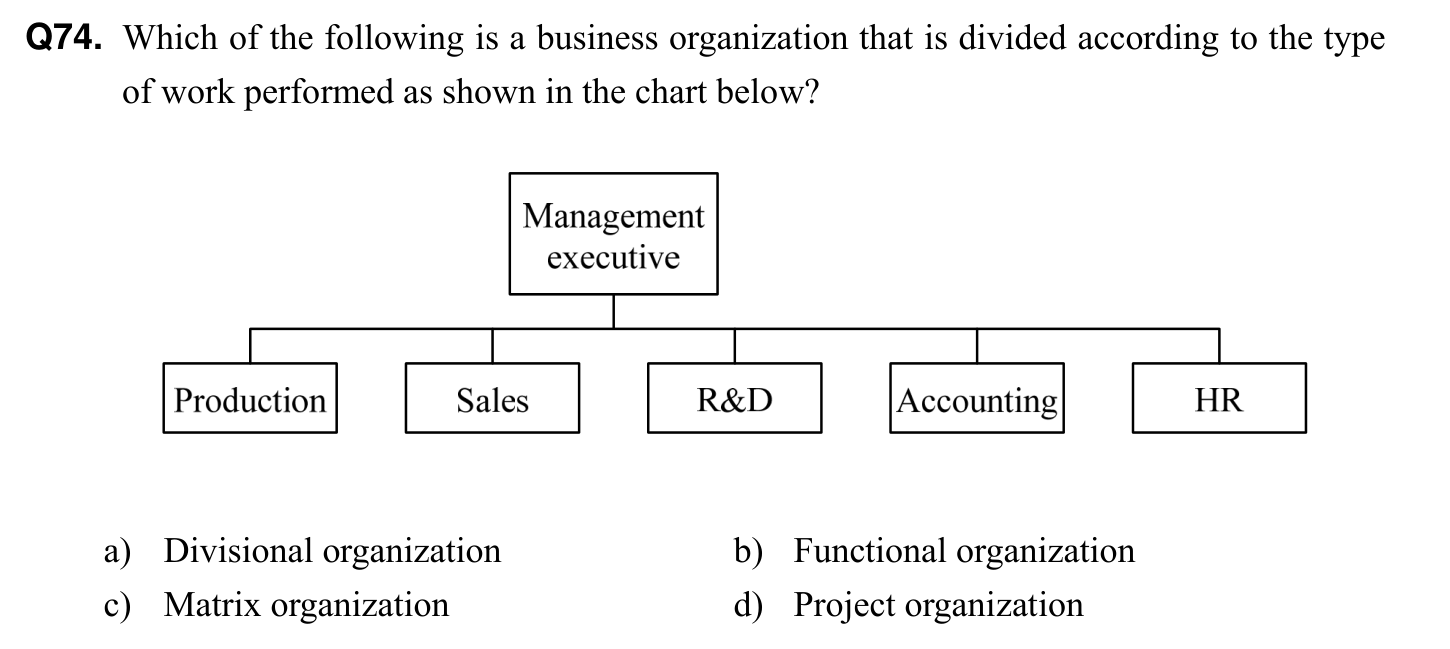 Q74. Which of the following is a business organization that is divided according to the type
of work performed as shown in the chart below?
Management
executive
Production
Sales
R&D
Accounting
HR
a) Divisional organization
b) Functional organization
c) Matrix organization
d) Project organization